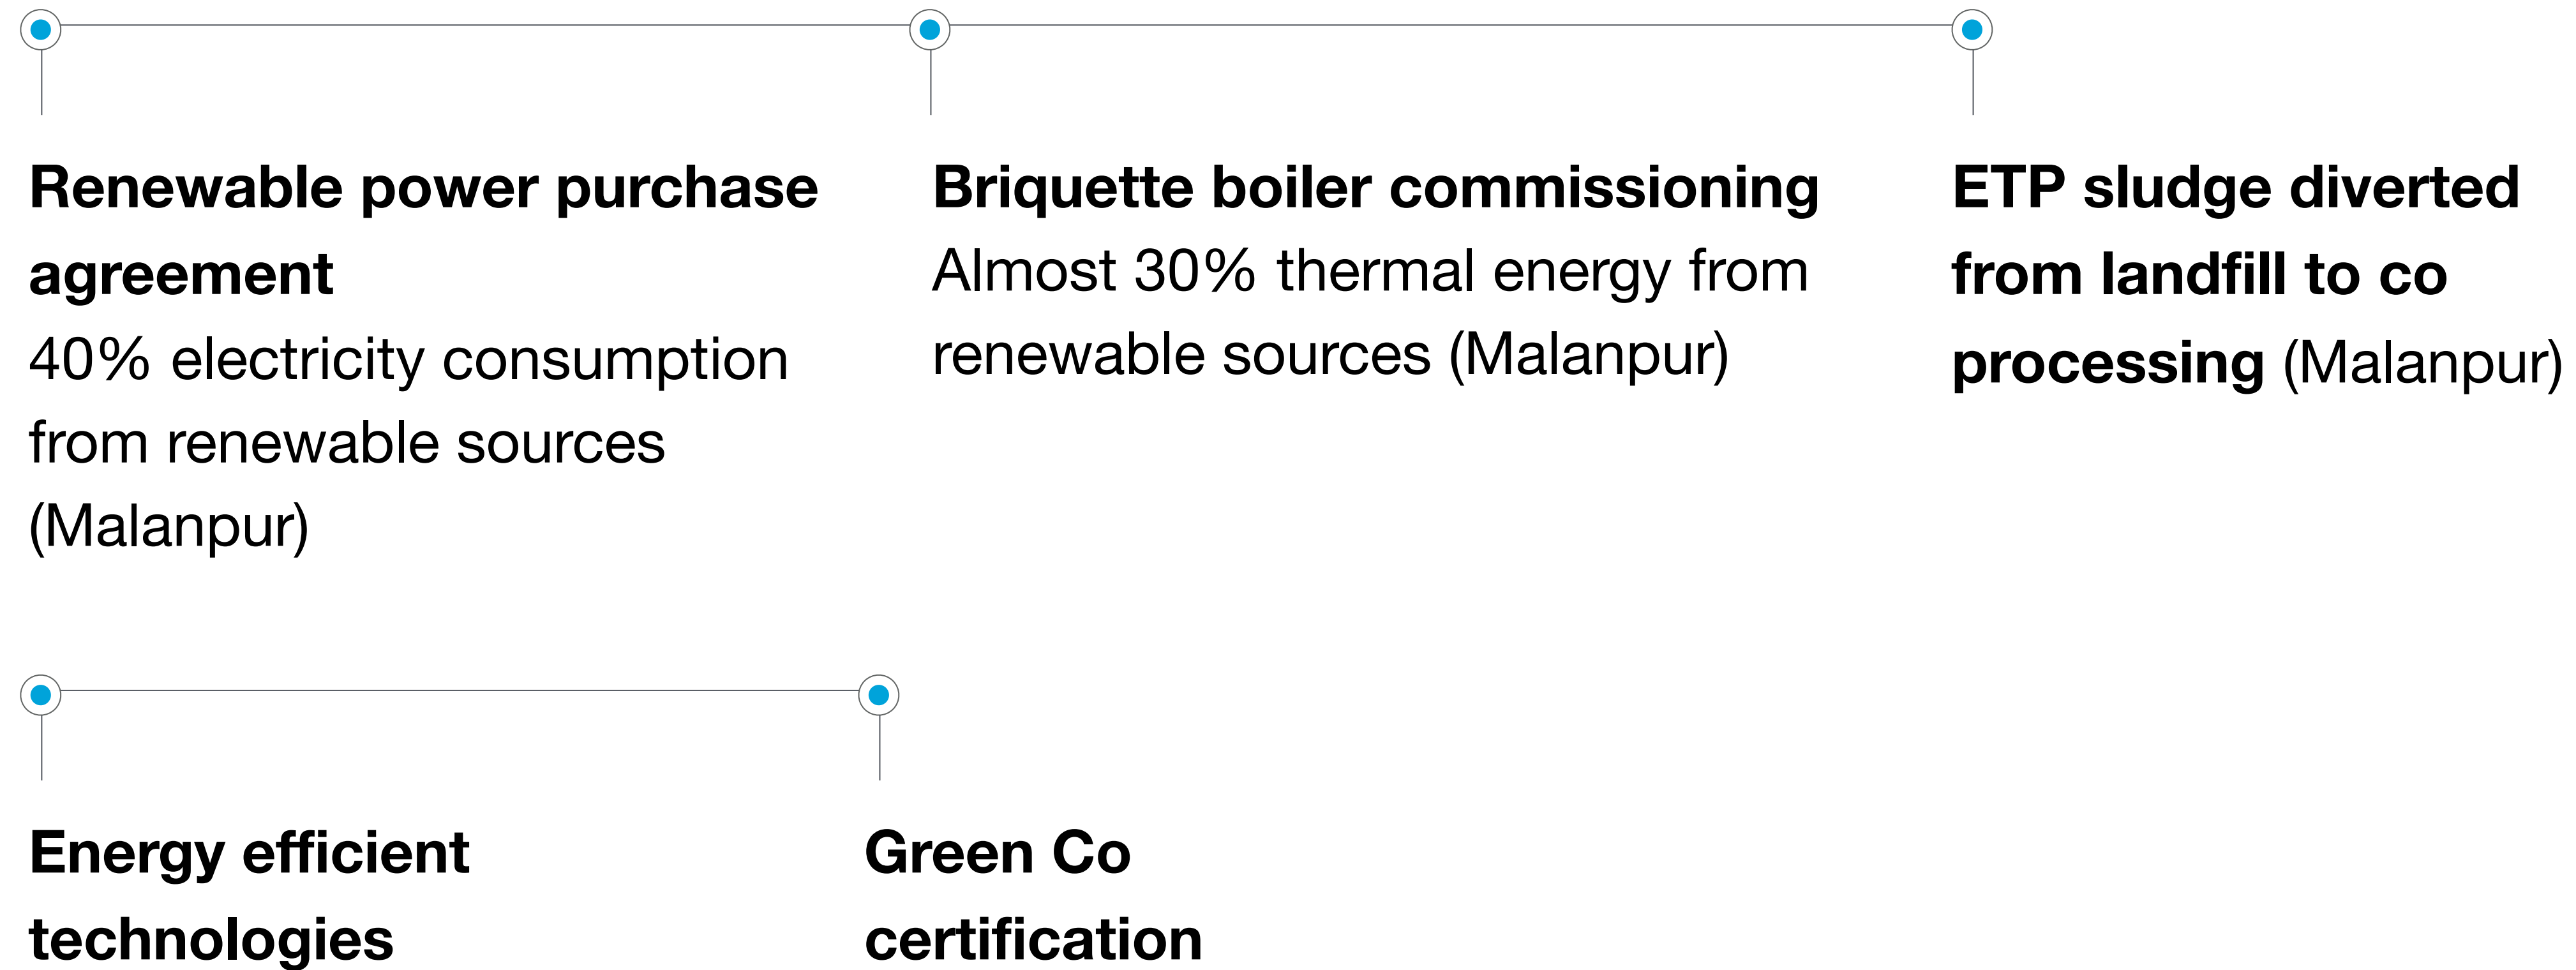 Renewable power purchase
agreement
40% electricity consumption
from renewable sources
(Malanpur)
Briquette boiler commissioning
Almost 30% thermal energy from
renewable sources (Malanpur)
ETP sludge diverted
from landfill to co
processing (Malanpur)
Energy efficient
technologies
Green Co
certification